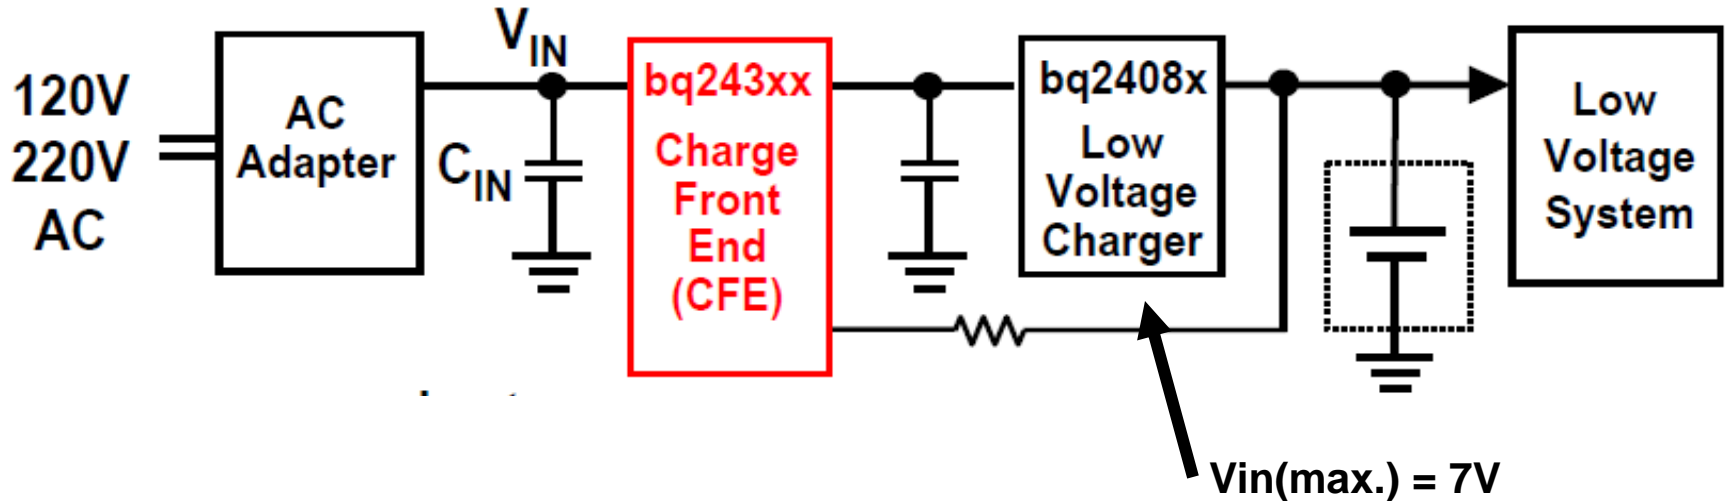 120V
220V
AC
AC
Adapter
VIN
CIN
bq243xx
Charge
Front
End
(CFE)
bq2408x
Low
Voltage
Charger
Low
Voltage
System
Vin(max.) = 7V